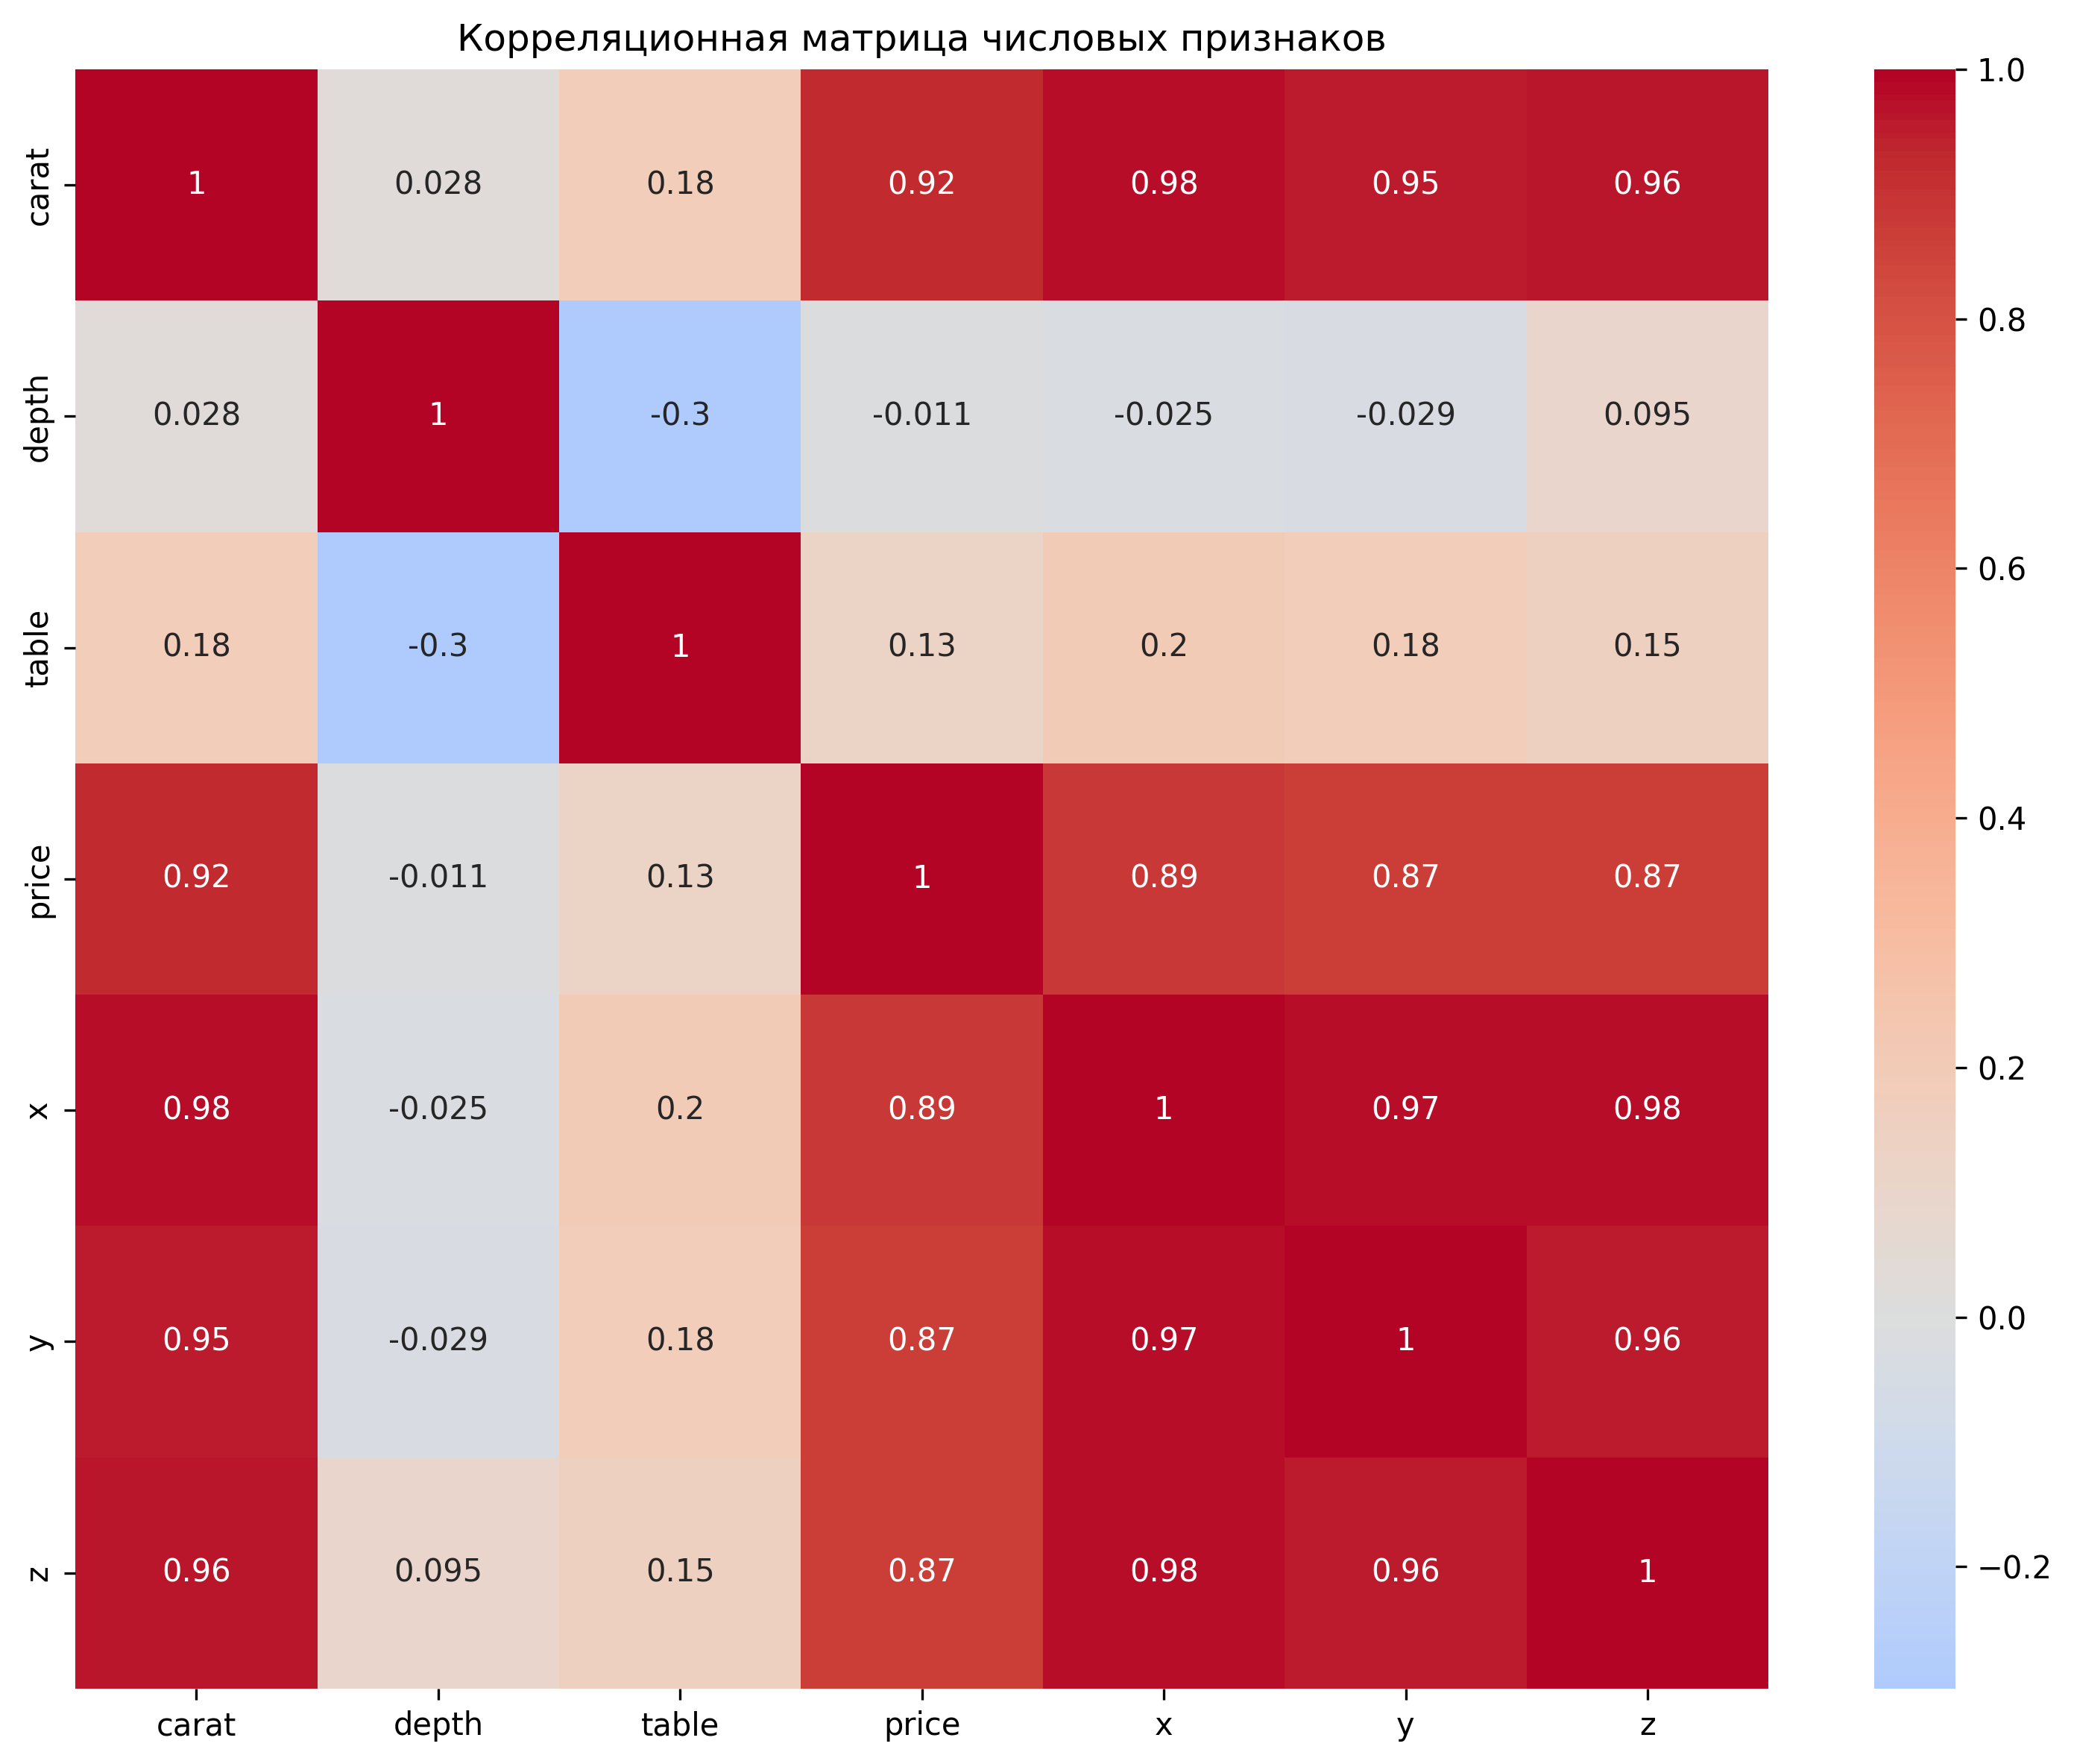 Корреляционная матрица числовых признаков
carat 1 0.028 0.18 0.92 0.98 0.95 0.96
depth 0.028 1 -0.3 -0.011 -0.025 -0.029 0.095
table 0.18 -0.3 1 0.13 0.2 0.18 0.15
price 0.92 -0.011 0.13 1 0.89 0.87 0.87
x 0.98 -0.025 0.2 0.89 1 0.97 0.98
y 0.95 -0.029 0.18 0.87 0.97 1 0.96
z 0.96 0.095 0.15 0.87 0.98 0.96 1
carat depth table price x y z
1.0
0.8
0.6
0.4
0.2
0.0
−0.2